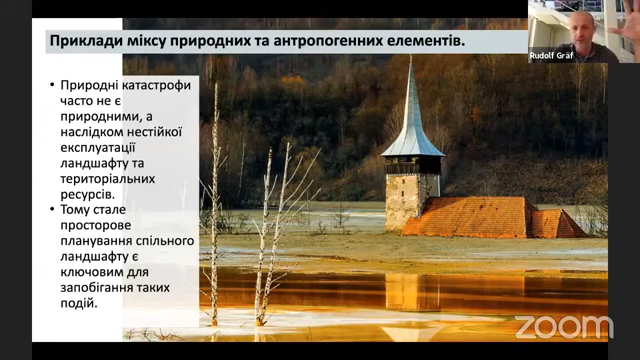 Приклади міксу природних та антропогенних елементів.
Rudolf Gräf
• Природні катастрофи
часто не є
природними, а
наслідком нестійкої
експлуатації
ландшафту та
територіальних
ресурсів.
• Тому стале
просторове
планування спільного
ландшафту є
ключовим для
запобігання таких
подій.
zoom